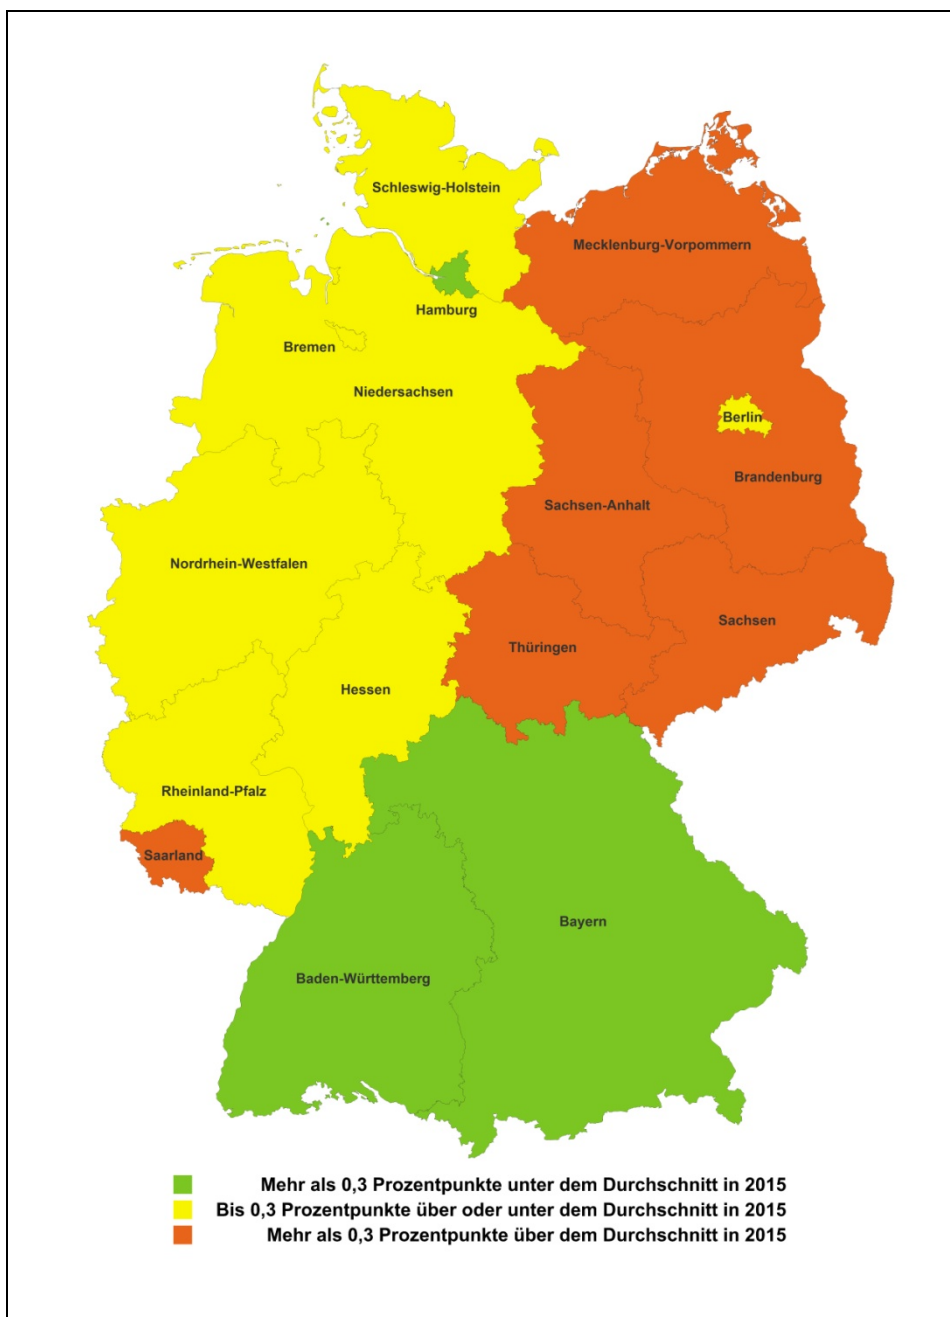 Schleswig-Holstein
Mecklenburg-Vorpommern
Hamburg
Bremen
Niedersachsen
Berlin
Brandenburg
Sachsen-Anhalt
Nordrhein-Westfalen
Sachsen
Thüringen
Hessen
Rheinland-Pfalz
Saarland
Bayern
Baden-Württemberg
Mehr als 0,3 Prozentpunkte unter dem Durchschnitt in 2015
Bis 0,3 Prozentpunkte über oder unter dem Durchschnitt in 2015
Mehr als 0,3 Prozentpunkte über dem Durchschnitt in 2015